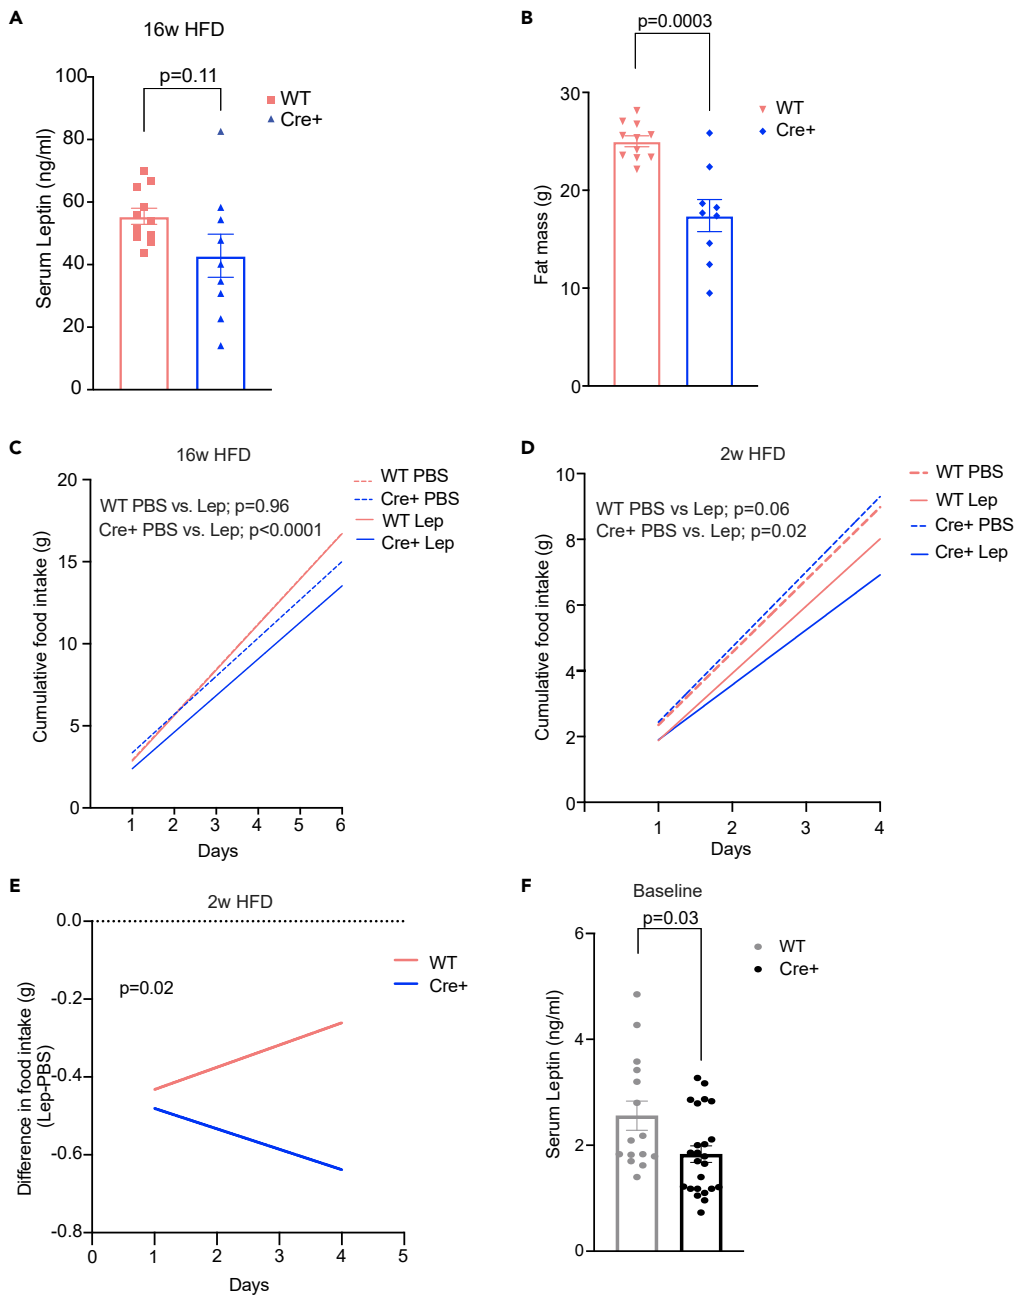 A
16w HFD
p=0.11
Serum Leptin (ng/ml)
100
80
60
40
20
0
WT
Cre+
B
p=0.0003
Fat mass (g)
30
20
10
0
WT
Cre+
C
16w HFD
WT PBS vs. Lep; p=0.96
Cre+ PBS vs. Lep; p<0.0001
WT PBS
Cre+ PBS
WT Lep
Cre+ Lep
Cumulative food intake (g)
20
15
10
5
0
1 2 3 4 5 6
Days
D
2w HFD
WT PBS vs Lep; p=0.06
Cre+ PBS vs. Lep; p=0.02
WT PBS
WT Lep
Cre+ PBS
Cre+ Lep
Cumulative food intake (g)
10
8
6
4
2
0
1 2 3 4
Days
E
2w HFD
p=0.02
WT
Cre+
Difference in food intake (g)
(Lep-PBS)
0.0
-0.2
-0.4
-0.6
-0.8
0 1 2 3 4 5
Days
F
Baseline
p=0.03
WT
Cre+
Serum Leptin (ng/ml)
6
4
2
0